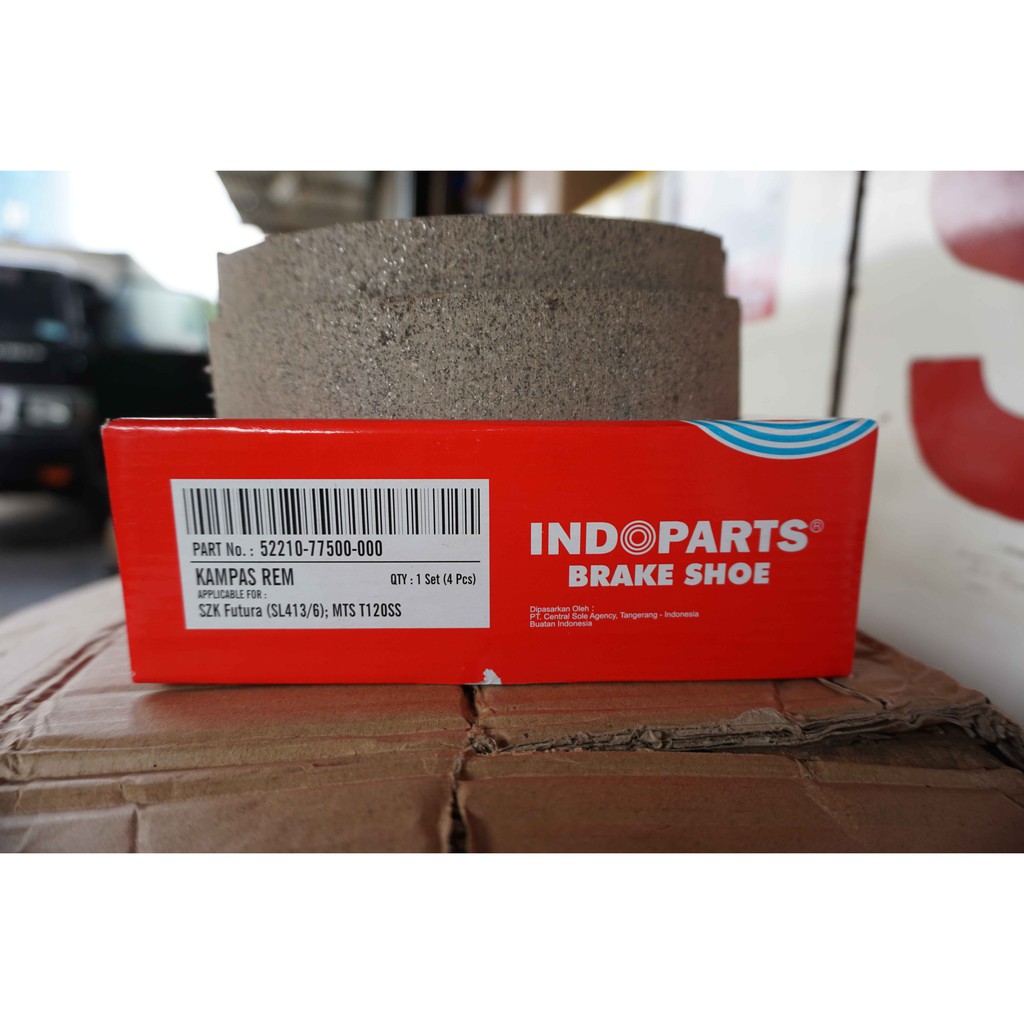 PART No. : 52210-77500-000
KAMPAS REM QTY : 1 Set (4 Pcs)
APPLICABLE FOR :
SZK Futura (SL413/6); MTS T120SS
INDOPARTS®
BRAKE SHOE
Dipasarkan Oleh :
PT. Central Sole Agency, Tangerang - Indonesia
Buatan Indonesia